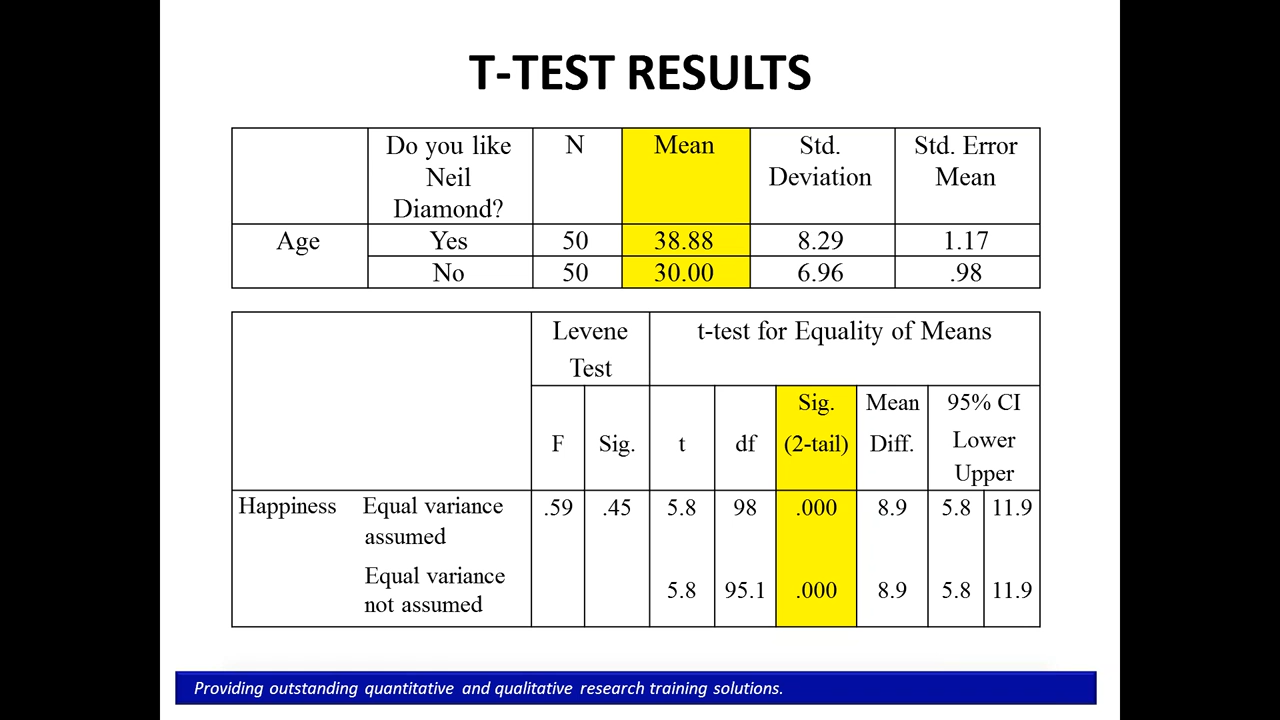 T-TEST RESULTS
Do you like Neil Diamond? N Mean Std. Deviation Std. Error Mean
Age Yes 50 38.88 8.29 1.17
No 50 30.00 6.96 .98
Levene Test t-test for Equality of Means
F Sig. t df Sig. (2-tail) Mean Diff. 95% CI Lower Upper
Happiness Equal variance assumed .59 .45 5.8 98 .000 8.9 5.8 11.9
Equal variance not assumed 5.8 95.1 .000 8.9 5.8 11.9
Providing outstanding quantitative and qualitative research training solutions.